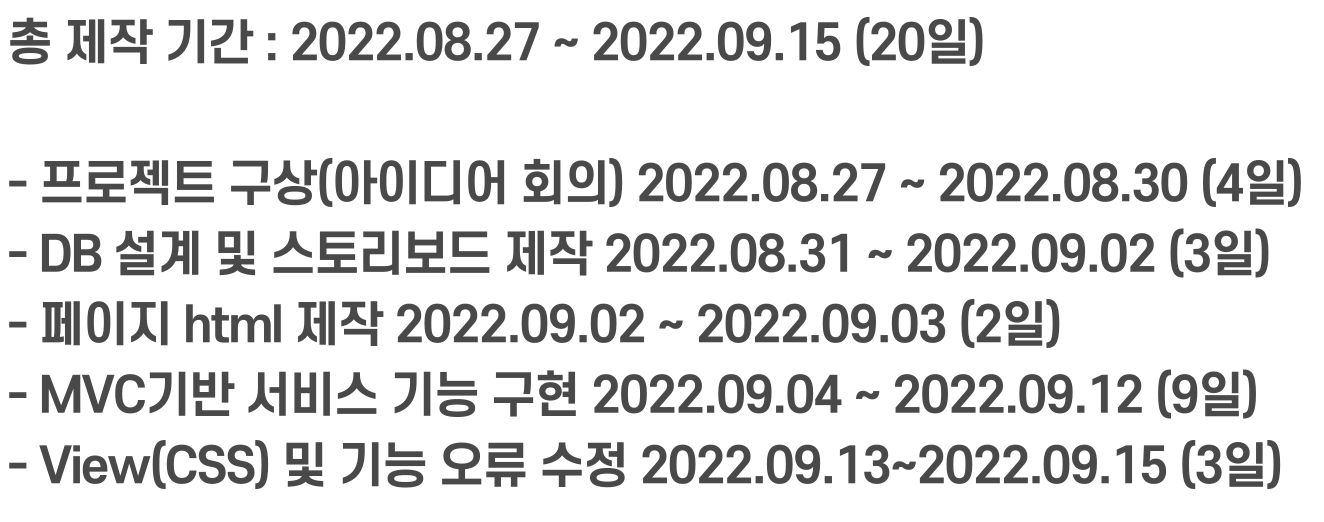 총 제작 기간 : 2022.08.27 ~ 2022.09.15 (20일)
- 프로젝트 구상(아이디어 회의) 2022.08.27 ~ 2022.08.30 (4일)
- DB 설계 및 스토리보드 제작 2022.08.31 ~ 2022.09.02 (3일)
- 페이지 html 제작 2022.09.02 ~ 2022.09.03 (2일)
- MVC기반 서비스 기능 구현 2022.09.04 ~ 2022.09.12 (9일)
- View(CSS) 및 기능 오류 수정 2022.09.13~2022.09.15 (3일)